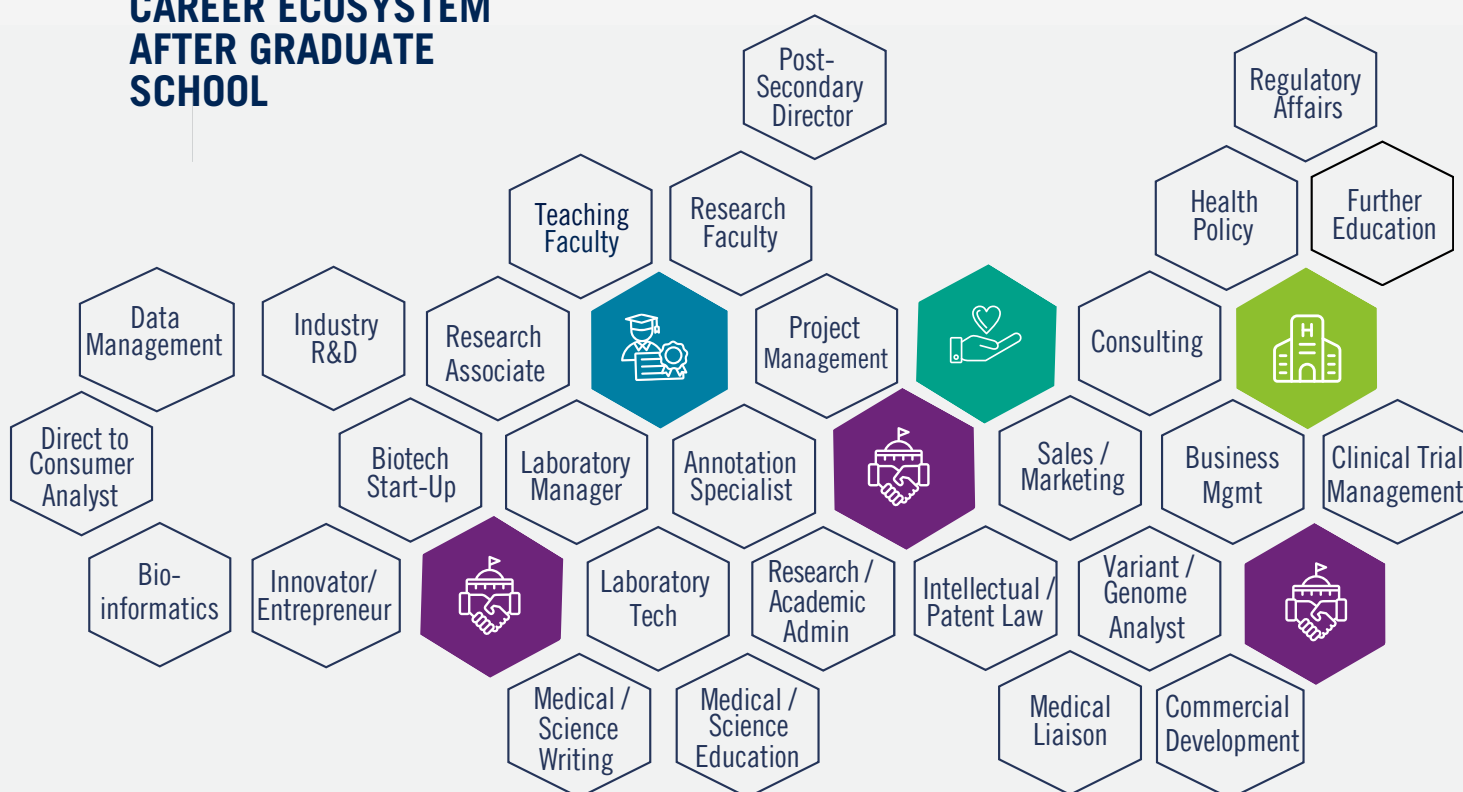 CAREER ECOSYSTEM
AFTER GRADUATE
SCHOOL
Post-
Secondary
Director
Regulatory
Affairs
Teaching
Faculty
Research
Faculty
Health
Policy
Further
Education
Data
Management
Industry
R&D
Research
Associate
Project
Management
Consulting
H
Direct to
Consumer
Analyst
Biotech
Start-Up
Laboratory
Manager
Annotation
Specialist
Sales /
Marketing
Business
Mgmt
Clinical Trial
Management
Bio-
informatics
Innovator/
Entrepreneur
Laboratory
Tech
Research /
Academic
Admin
Intellectual /
Patent Law
Variant /
Genome
Analyst
Medical /
Science
Writing
Medical /
Science
Education
Medical
Liaison
Commercial
Development